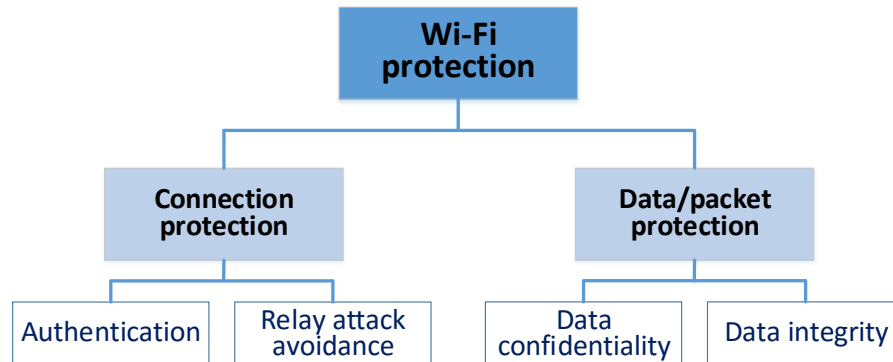 Wi-Fi
protection
Connection
protection
Data/packet
protection
Authentication
Relay attack
avoidance
Data
confidentiality
Data integrity